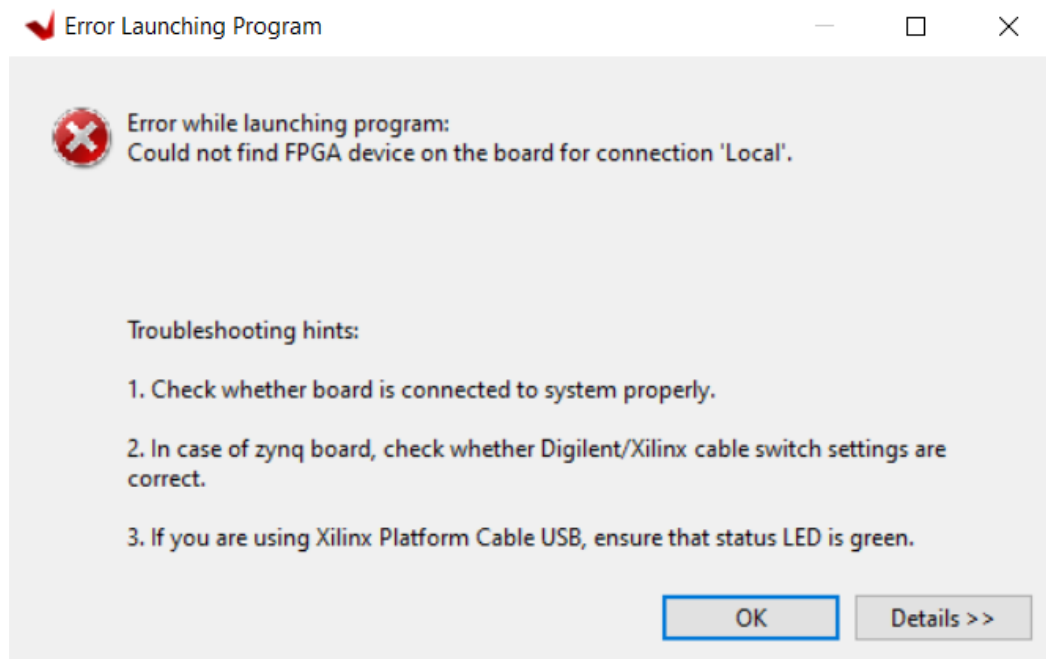 Error Launching Program
Error while launching program:
Could not find FPGA device on the board for connection 'Local'.
Troubleshooting hints:
1. Check whether board is connected to system properly.
2. In case of zynq board, check whether Digilent/Xilinx cable switch settings are
correct.
3. If you are using Xilinx Platform Cable USB, ensure that status LED is green.
OK
Details >>